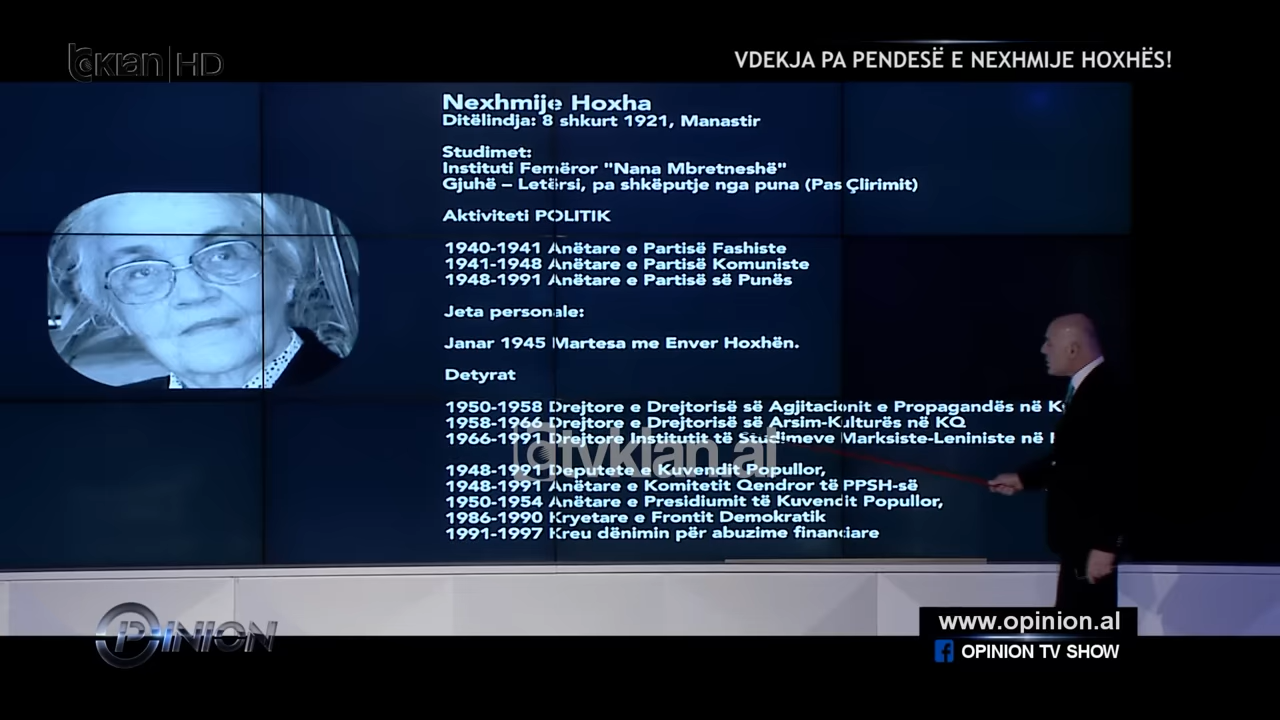 tvklan HD
VDEKJA PA PENDESË E NEXHMIJE HOXHËS!
Nexhmije Hoxha
Ditëlindja: 8 shkurt 1921, Manastir
Studimet:
Instituti Femëror "Nana Mbretneshë"
Gjuhë – Letërsi, pa shkëputje nga puna (Pas Çlirimit)
Aktiviteti POLITIK
1940-1941 Anëtare e Partisë Fashiste
1941-1948 Anëtare e Partisë Komuniste
1948-1991 Anëtare e Partisë së Punës
Jeta personale:
Janar 1945 Martesa me Enver Hoxhën.
Detyrat
1950-1958 Drejtore e Drejtorisë së Agjitacionit e Propagandës në
1958-1966 Drejtore e Drejtorisë së Arsim-Kulturës në KQ
1966-1991 Drejtore Institutit të Studimeve Marksiste-Leniniste në
@tvklan.al
1948-1991 Deputete e Kuvendit Popullor,
1948-1991 Anëtare e Komitetit Qendror të PPSH-së
1950-1954 Anëtare e Presidiumit të Kuvendit Popullor,
1986-1990 Kryetare e Frontit Demokratik
1991-1997 Kreu dënimin për abuzime financiare
OPINION
www.opinion.al
OPINION TV SHOW